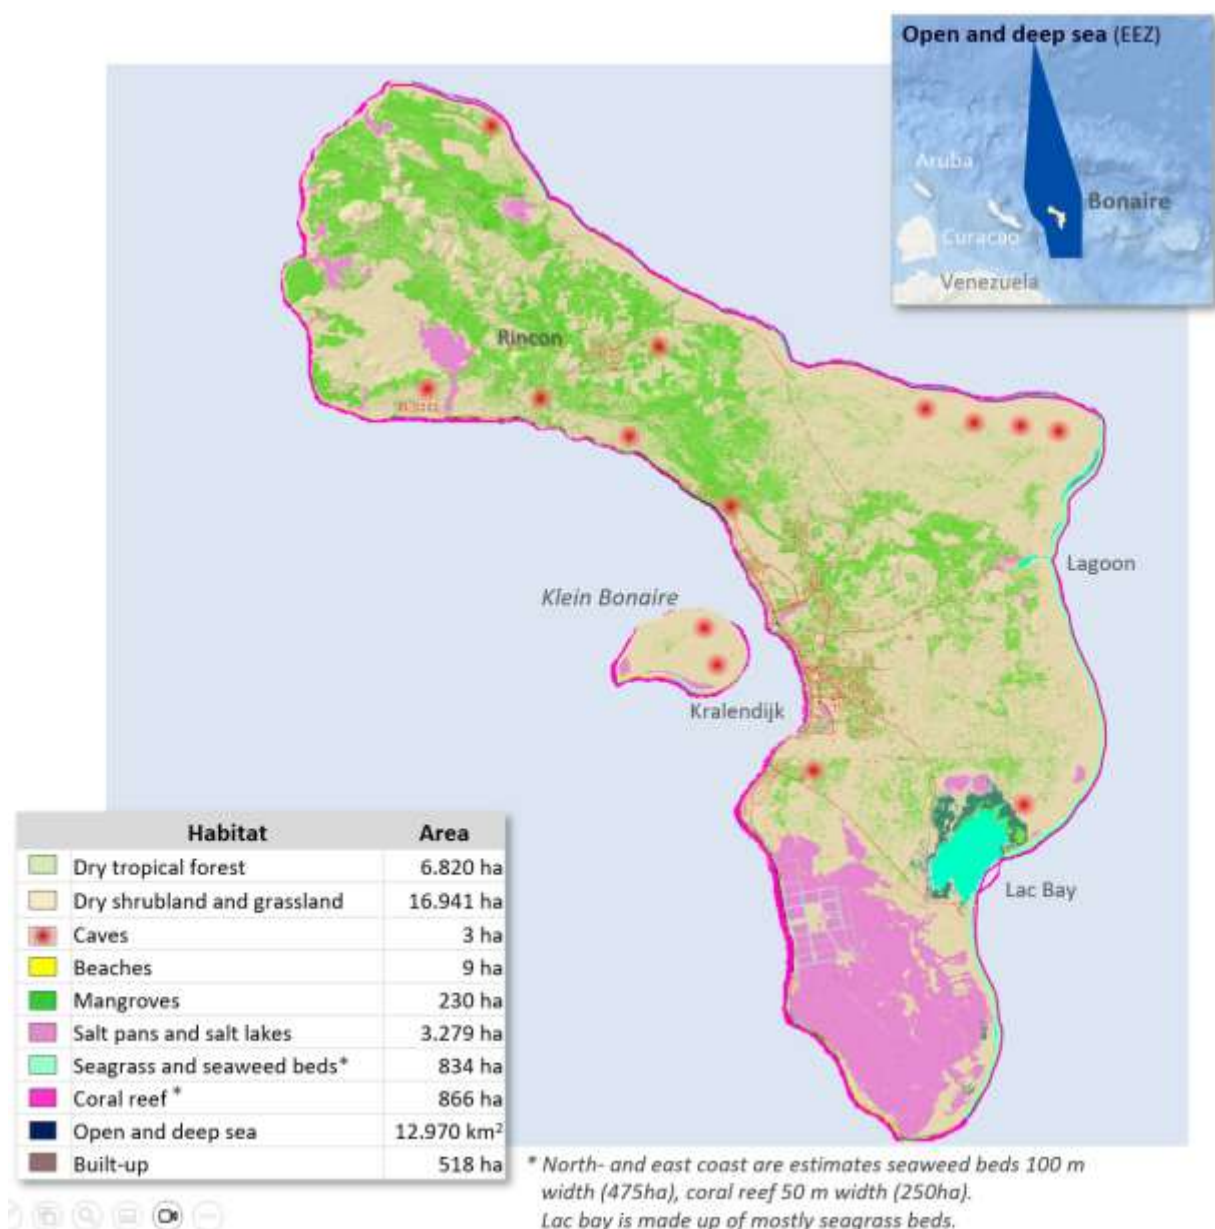 Open and deep sea (EEZ)
Aruba
Bonaire
Curacao
Venezuela
Rincon
Lagoon
Klein Bonaire
Kralendijk
Lac Bay
Habitat Area
Dry tropical forest 6.820 ha
Dry shrubland and grassland 16.941 ha
Caves 3 ha
Beaches 9 ha
Mangroves 230 ha
Salt pans and salt lakes 3.279 ha
Seagrass and seaweed beds* 834 ha
Coral reef * 866 ha
Open and deep sea 12.970 km²
Built-up 518 ha
* North- and east coast are estimates seaweed beds 100 m
width (475ha), coral reef 50 m width (250ha).
Lac bay is made up of mostly seagrass beds.